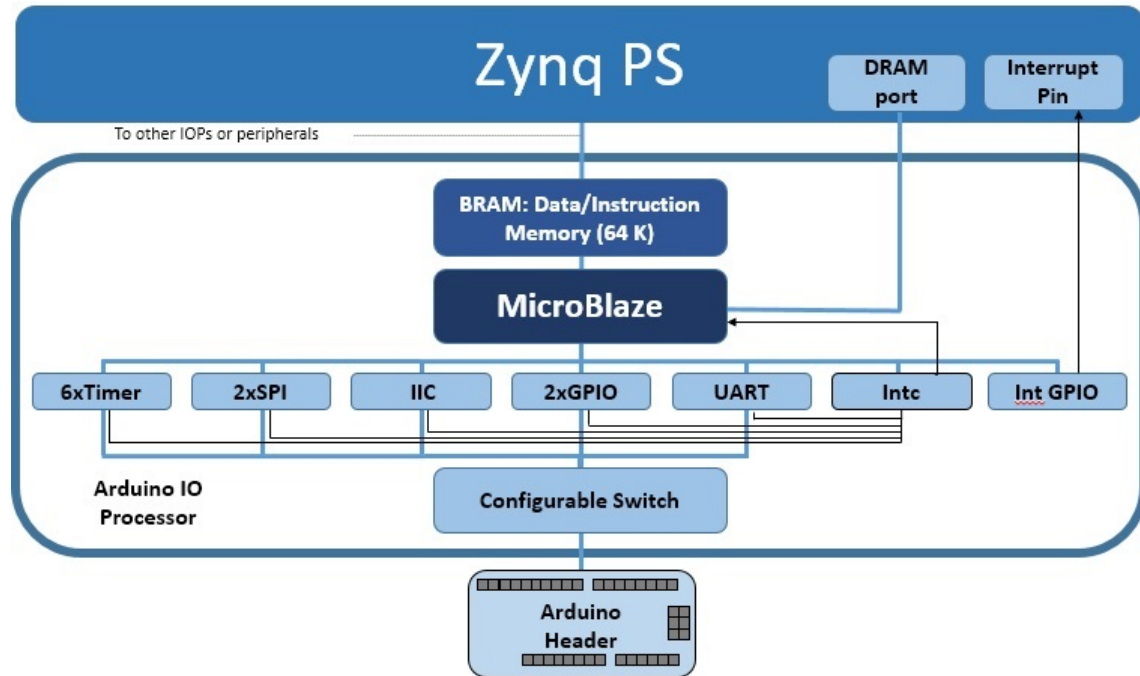 Zynq PS
DRAM
port
Interrupt
Pin
To other IOPs or peripherals
BRAM: Data/Instruction
Memory (64 K)
MicroBlaze
6xTimer
2xSPI
IIC
2xGPIO
UART
Intc
Int GPIO
Arduino IO
Processor
Configurable Switch
Arduino
Header